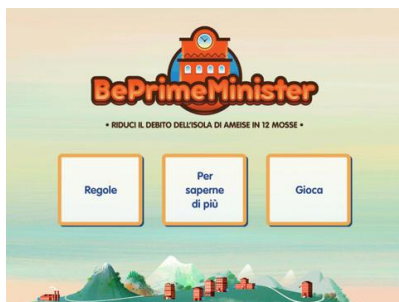 BePrimeMinister
• RIDUCI IL DEBITO DELL'ISOLA DI AMEISE IN 12 MOSSE •
Regole
Per
saperne
di più
Gioca